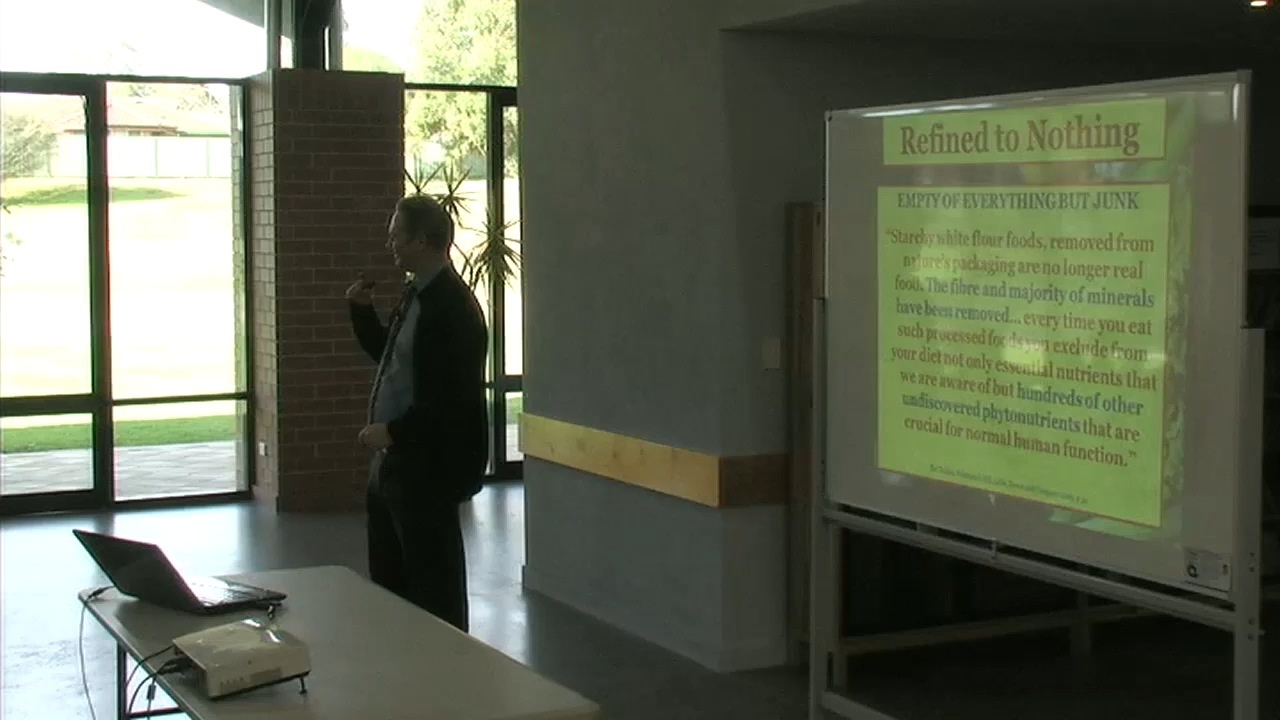 Refined to Nothing
EMPTY OF EVERYTHING BUT JUNK
"Starchy white flour foods, removed from
nature's packaging are no longer real
food. The fibre and majority of minerals
have been removed... every time you eat
such processed foods you exclude from
your diet not only essential nutrients that
we are aware of but hundreds of other
undiscovered phytonutrients that are
crucial for normal human function."